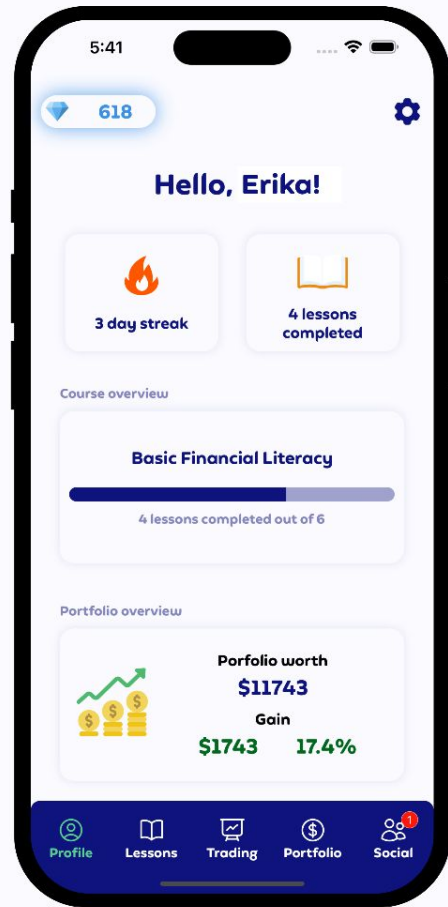 5:41
618
Hello, Erika!
3 day streak
4 lessons
completed
Course overview
Basic Financial Literacy
4 lessons completed out of 6
Portfolio overview
Porfolio worth
$11743
Gain
$1743 17.4%
$ $ $
1
$
Profile Lessons Trading Portfolio Social